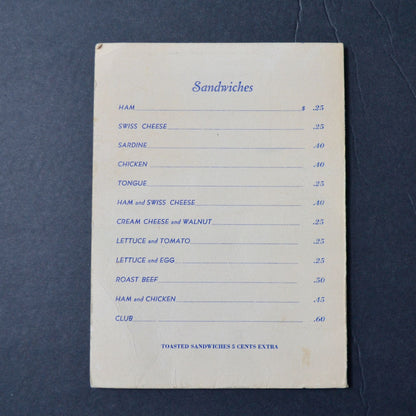 Sandwiches
HAM $ .25
SWISS CHEESE .25
SARDINE .40
CHICKEN .40
TONGUE .25
HAM and SWISS CHEESE .40
CREAM CHEESE and WALNUT .25
LETTUCE and TOMATO .25
LETTUCE and EGG .25
ROAST BEEF .50
HAM and CHICKEN .45
CLUB .60
TOASTED SANDWICHES 5 CENTS EXTRA